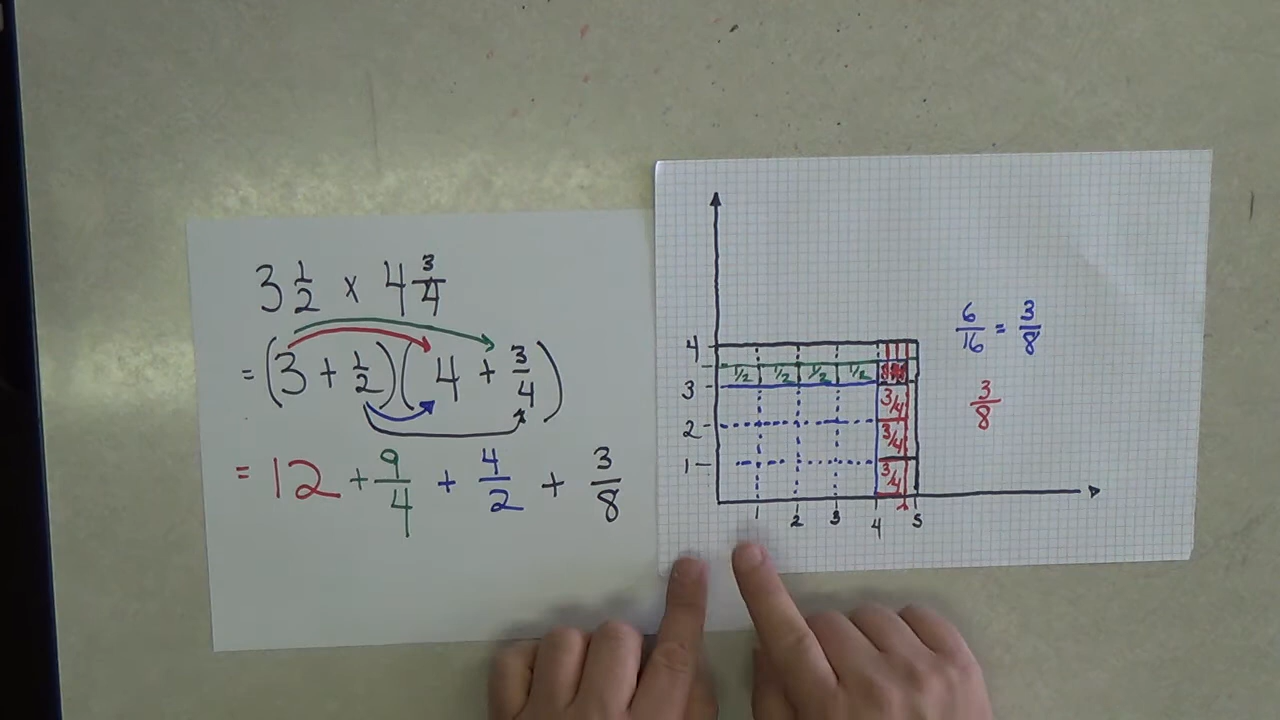 3 1/2 x 4 3/4
= (3 + 1/2)(4 + 3/4)
= 12 + 9/4 + 4/2 + 3/8
6/16 = 3/8
3/8
4
1/2 1/2 1/2 1/2
3
3/4
2
3/4
1
3/4
1 2 3 4 5